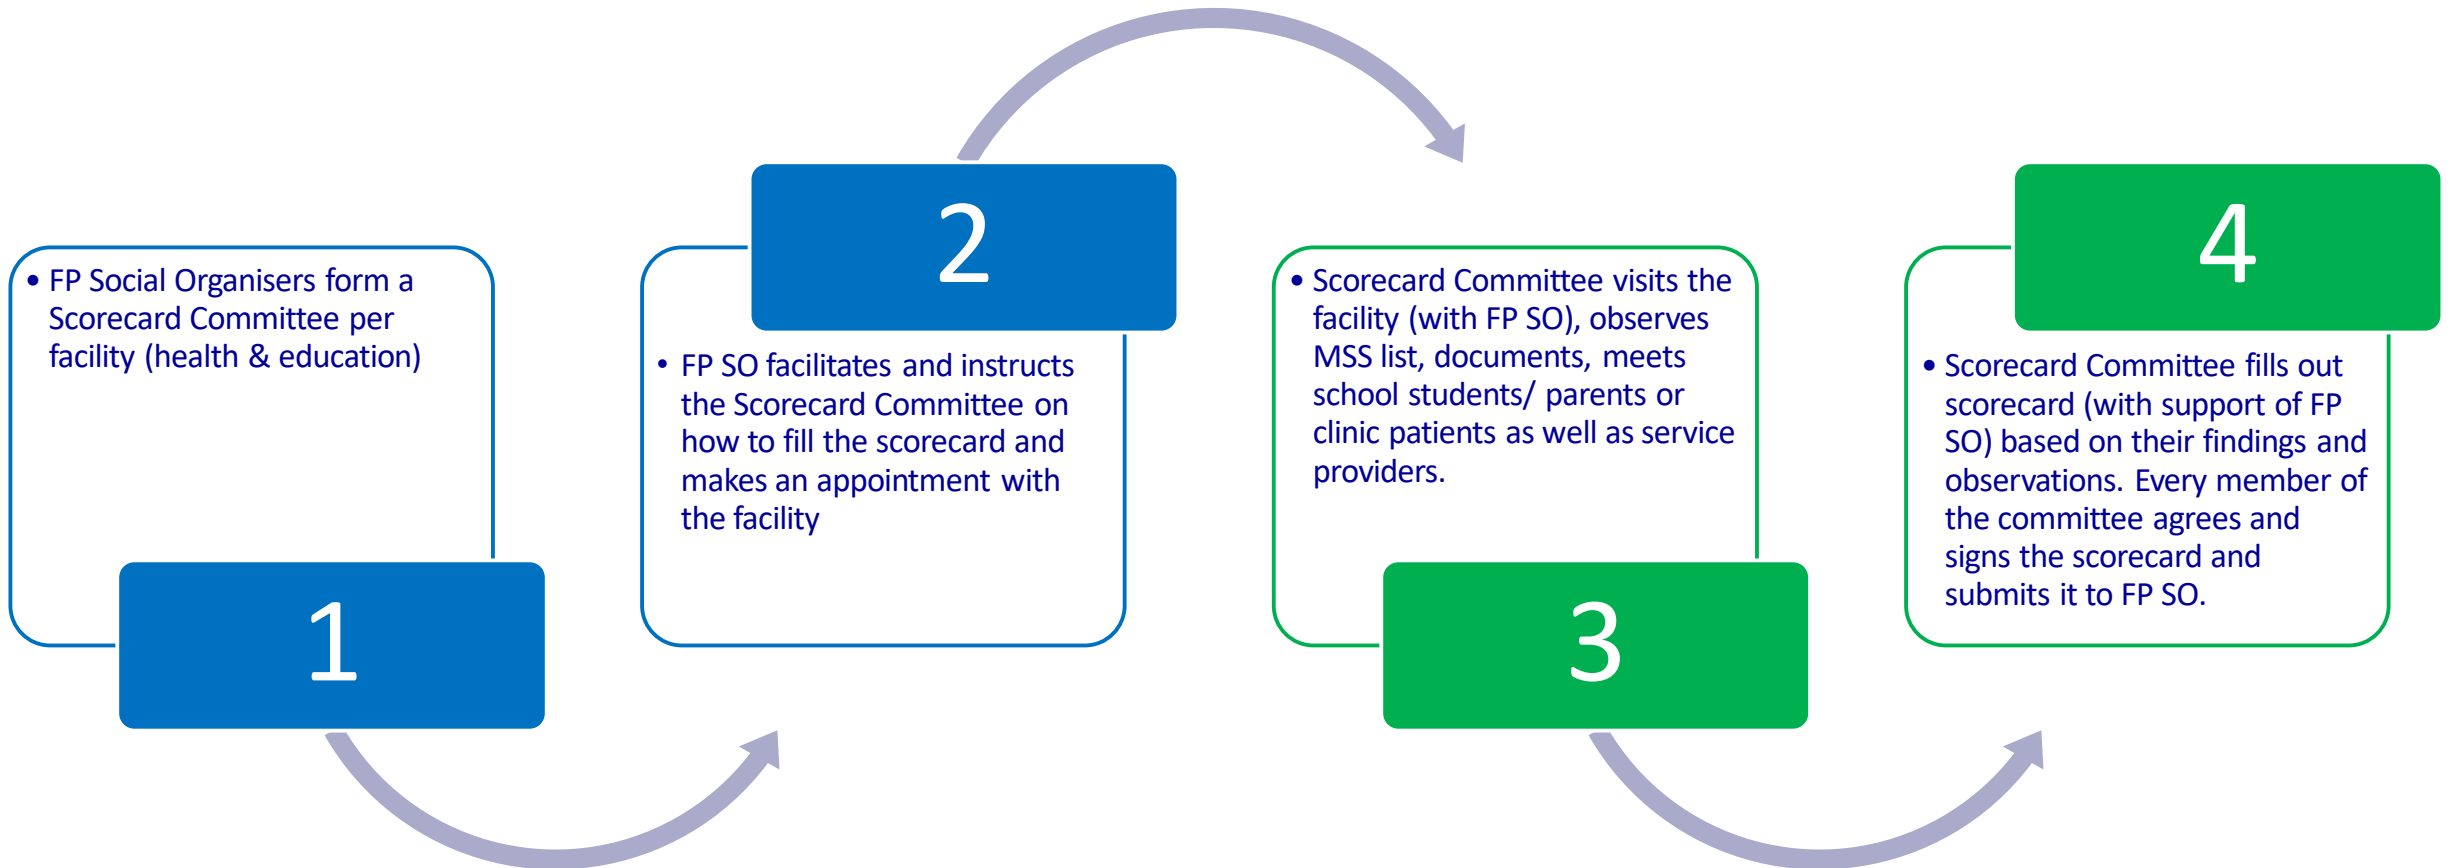 • FP Social Organisers form a
Scorecard Committee per
facility (health & education)
1
2
• FP SO facilitates and instructs
the Scorecard Committee on
how to fill the scorecard and
makes an appointment with
the facility
• Scorecard Committee visits the
facility (with FP SO), observes
MSS list, documents, meets
school students/ parents or
clinic patients as well as service
providers.
3
4
• Scorecard Committee fills out
scorecard (with support of FP
SO) based on their findings and
observations. Every member of
the committee agrees and
signs the scorecard and
submits it to FP SO.